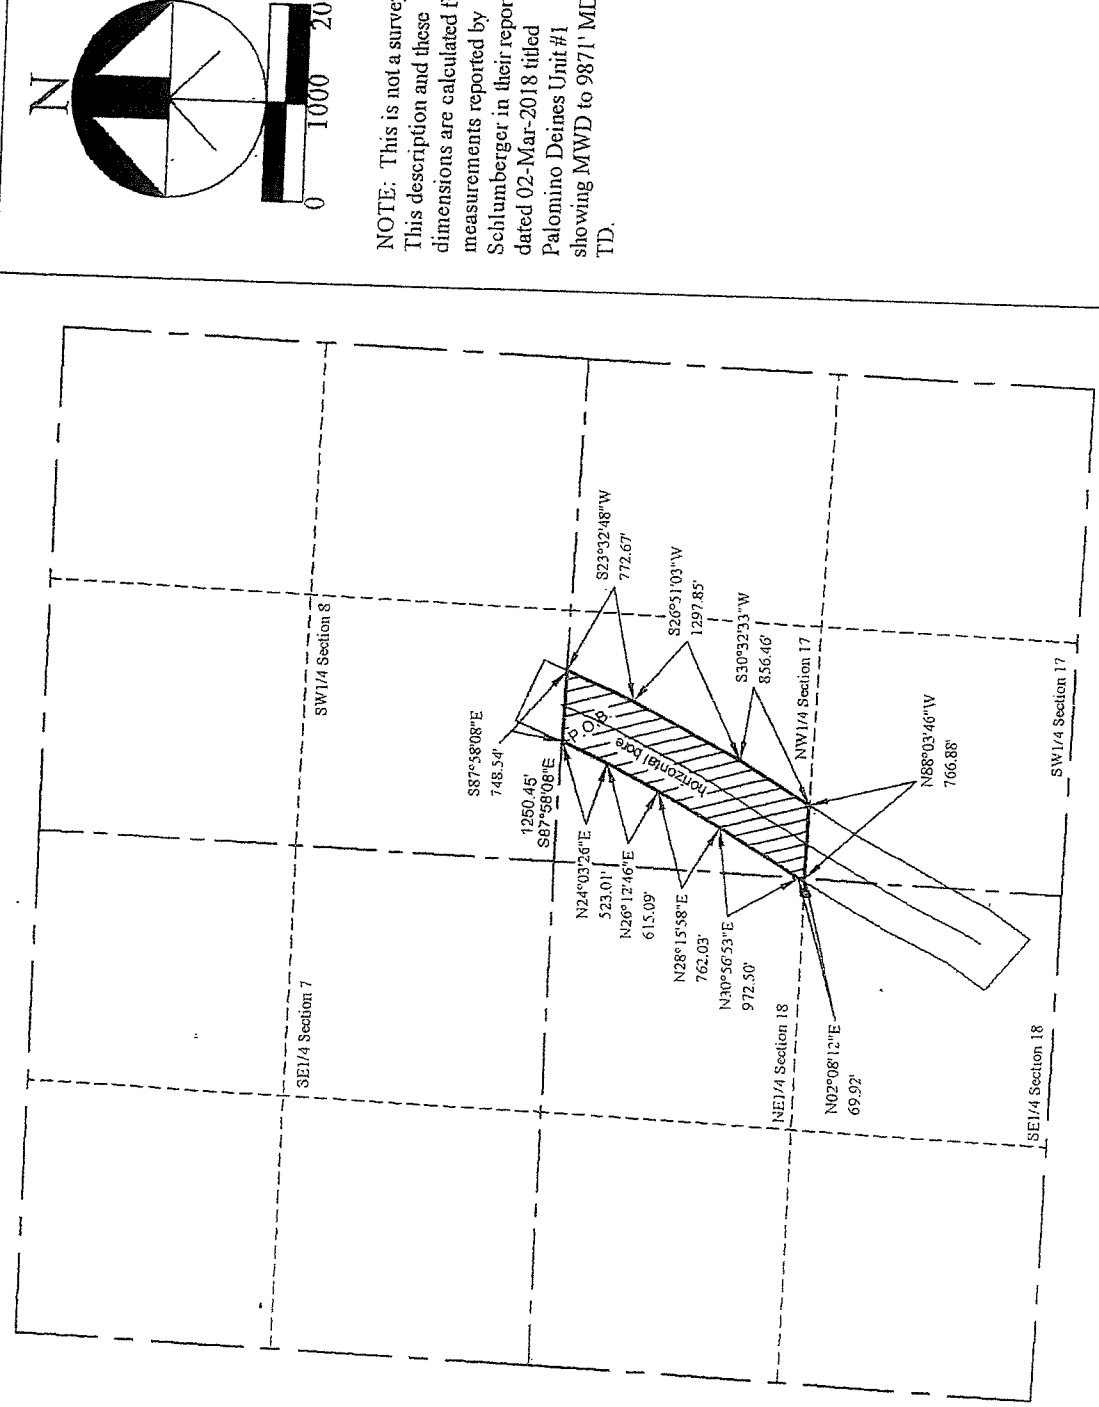 N
0
1000
20
NOTE: This is not a survey
This description and these
dimensions are calculated f
measurements reported by
Schlumberger in their repor
dated 02-Mar-2018 titled
Palomino Deines Unit #1
showing MWD to 9871' MD
TD.
SW1/4 Section 8
SE1/4 Section 7
S87°58'08"E
748.54'
1250.45'
S87°58'08"E
S23°32'48"W
772.67'
S26°51'03"W
1297.85'
S30°32'33"W
856.46'
N24°03'26"E
523.01'
N26°12'46"E
615.09'
N28°15'58"E
762.03'
N30°56'53"E
972.50'
horizontal bore
NW1/4 Section 17
NE1/4 Section 18
N88°03'46"W
766.88'
N02°08'12"E
69.92'
SW1/4 Section 17
SE1/4 Section 18